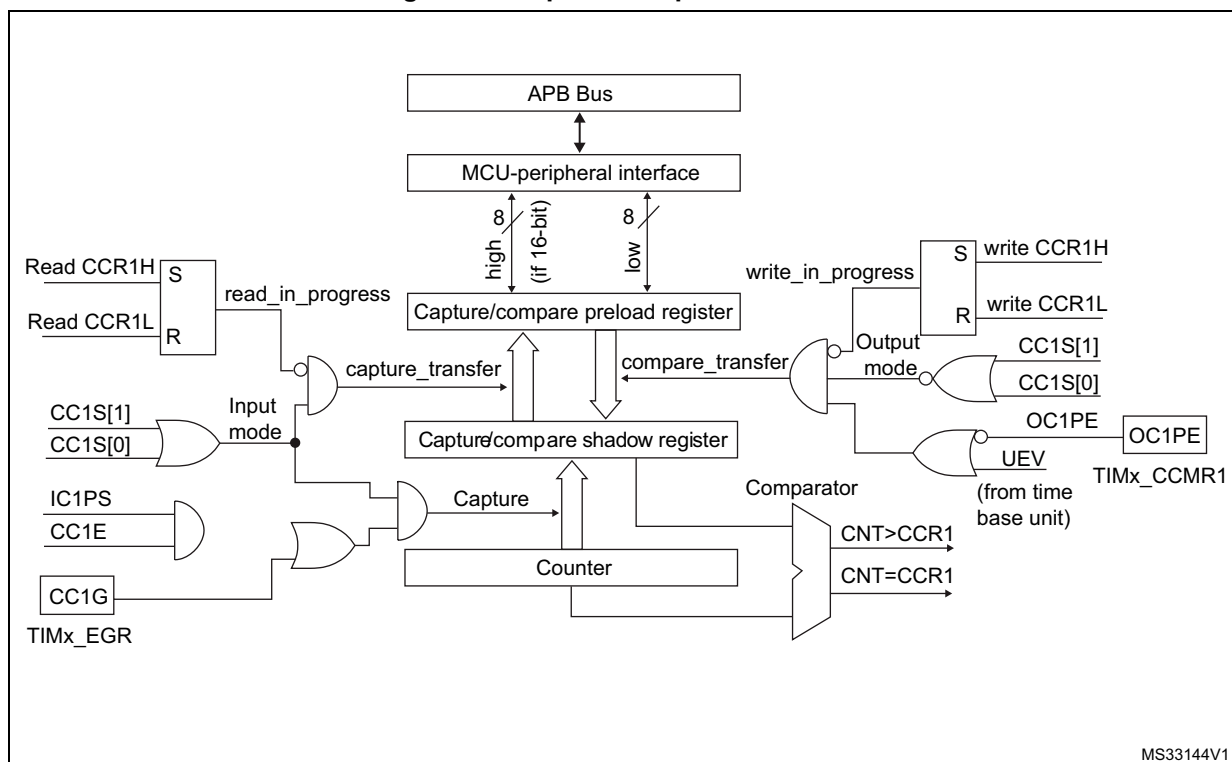 APB Bus
MCU-peripheral interface
8
high
(if 16-bit)
8
low
Read CCR1H
S
read_in_progress
Read CCR1L
R
write_in_progress
S
write CCR1H
R
write CCR1L
Capture/compare preload register
capture_transfer
compare_transfer
Output
mode
CC1S[1]
CC1S[0]
CC1S[1]
CC1S[0]
Input
mode
Capture/compare shadow register
OC1PE
OC1PE
UEV
TIMx_CCMR1
(from time
base unit)
IC1PS
CC1E
Capture
Comparator
CNT>CCR1
CNT=CCR1
Counter
CC1G
TIMx_EGR
MS33144V1